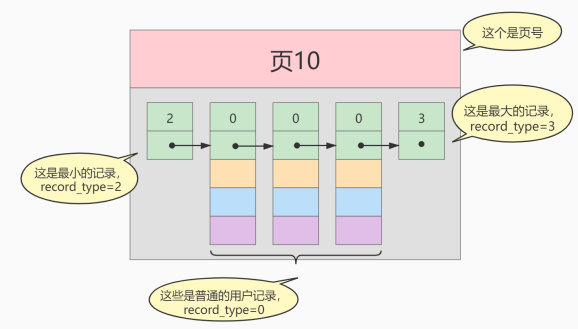 这个是页号
页10
2
0
0
0
3
这是最大的记录，
record_type=3
这是最小的记录，
record_type=2
这些是普通的用户记录，
record_type=0